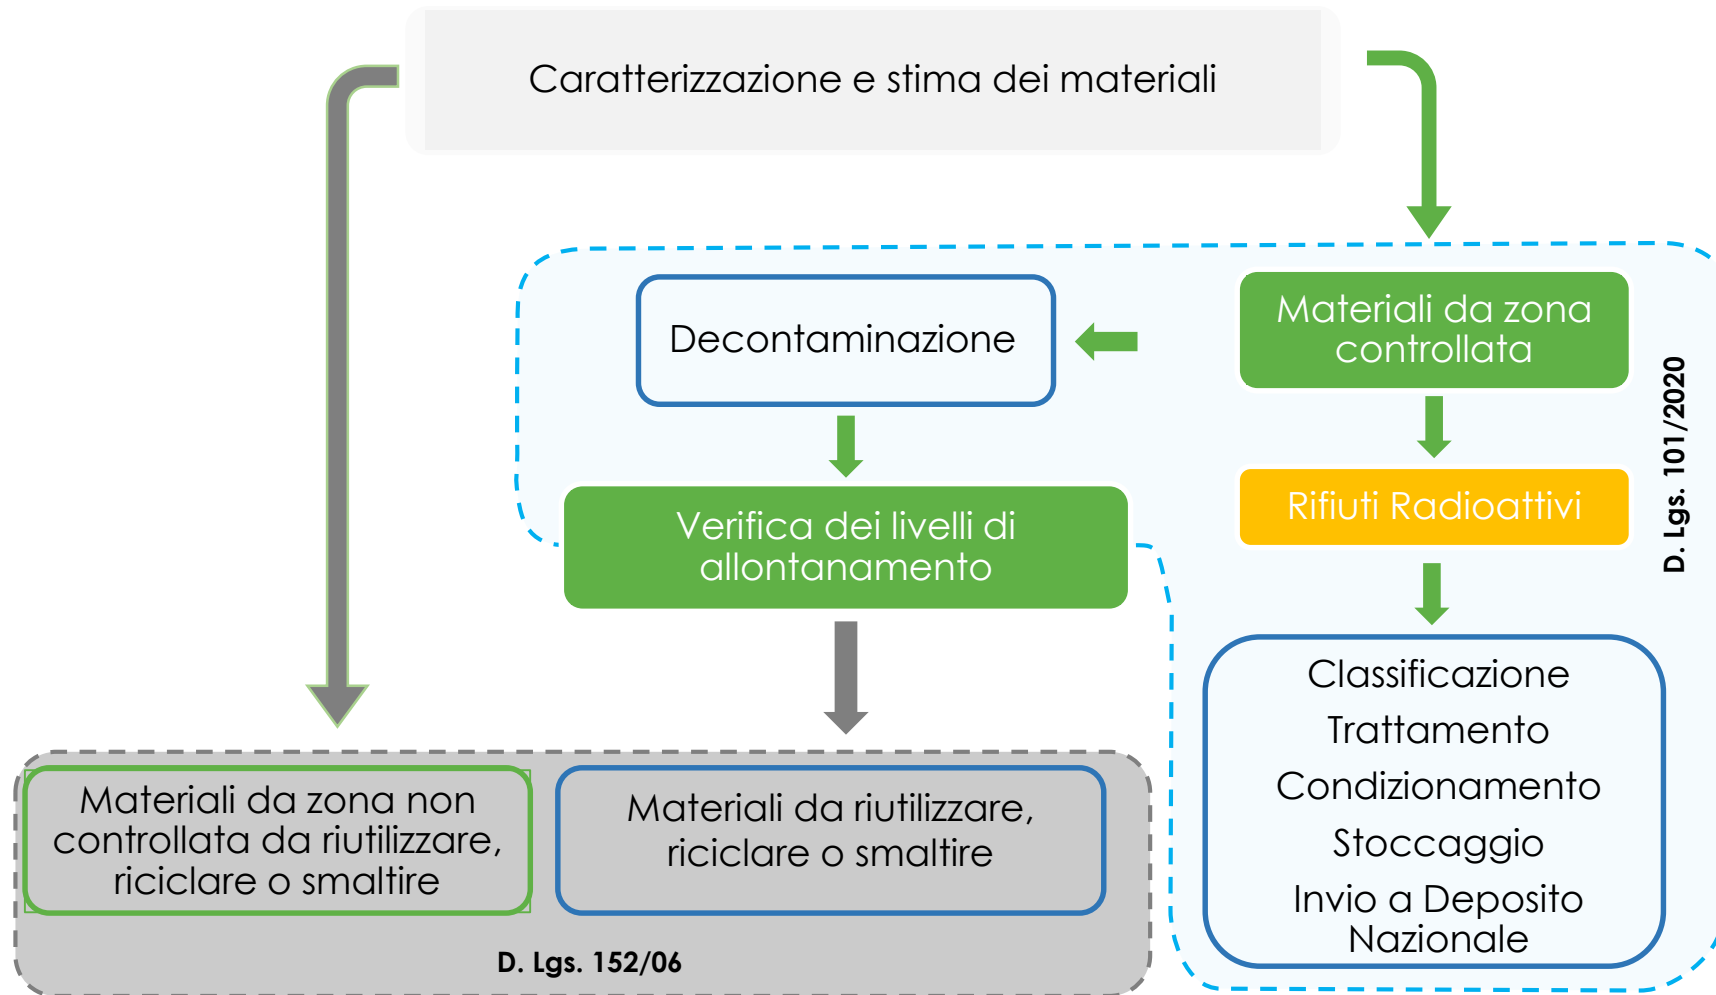 Caratterizzazione e stima dei materiali
Decontaminazione
Materiali da zona
controllata
D. Lgs. 101/2020
Verifica dei livelli di
allontanamento
Rifiuti Radioattivi
Classificazione
Trattamento
Condizionamento
Stoccaggio
Invio a Deposito
Nazionale
Materiali da zona non
controllata da riutilizzare,
riciclare o smaltire
Materiali da riutilizzare,
riciclare o smaltire
D. Lgs. 152/06